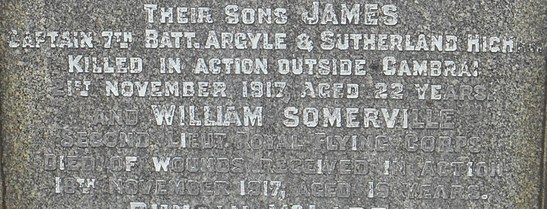 THEIR SONS JAMES
CAPTAIN 7TH BATT. ARGYLE & SUTHERLAND HIGH
KILLED IN ACTION OUTSIDE CAMBRAI
21ST NOVEMBER 1917 AGED 22 YEARS.
AND WILLIAM SOMERVILLE
SECOND LIEUT. ROYAL FLYING CORPS
DIED OF WOUNDS RECEIVED IN ACTION
18TH NOVEMBER 1917, AGED 19 YEARS.